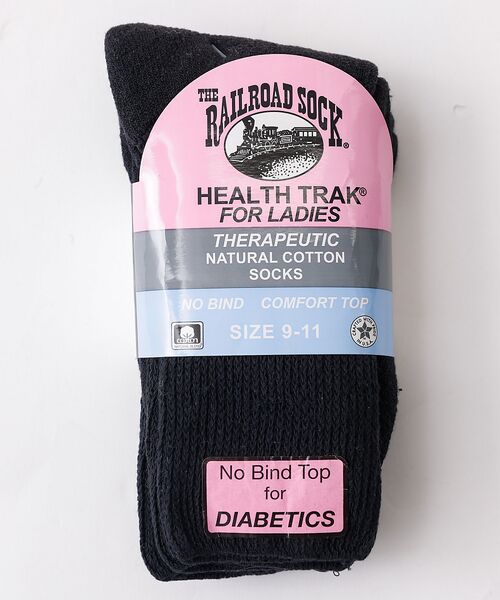 THE
RAILROAD SOCK®
HEALTH TRAK®
FOR LADIES
THERAPEUTIC
NATURAL COTTON
SOCKS
NO BIND COMFORT TOP
SIZE 9-11
No Bind Top
for
DIABETICS